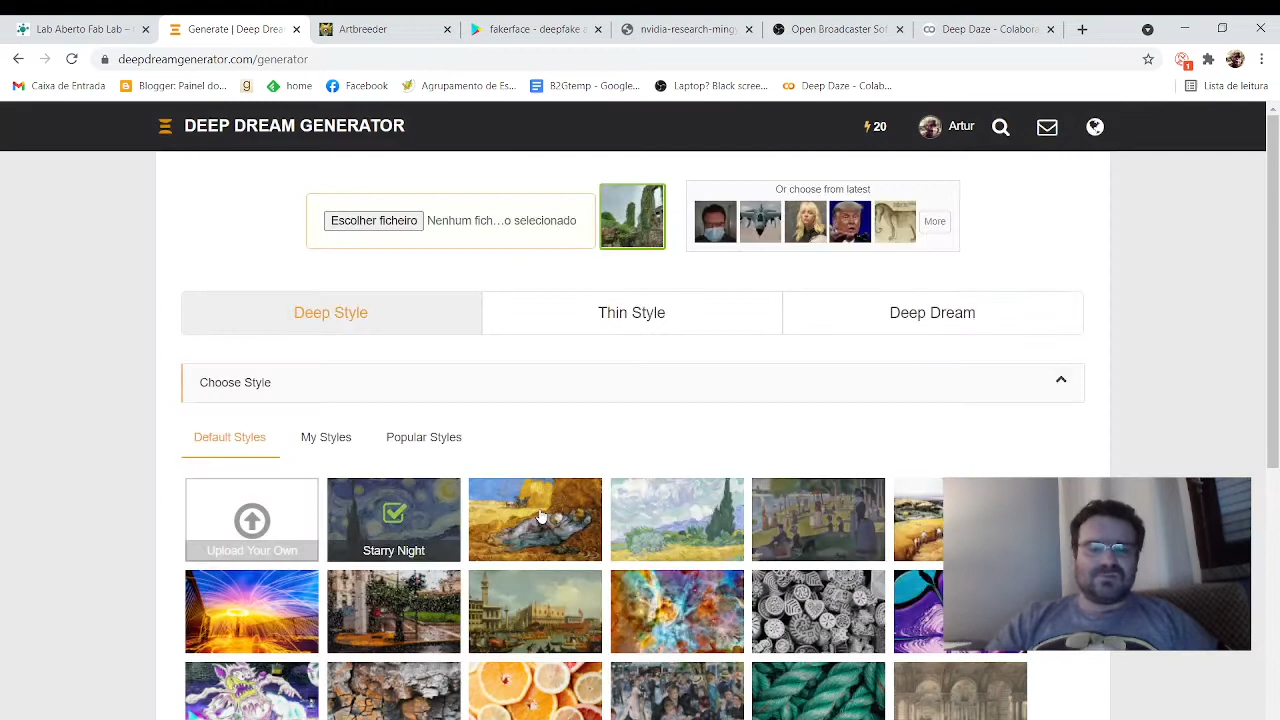 Lab Aberto Fab Lab –
Generate | Deep Drea
Artbreeder
fakerface - deepfake
nvidia-research-ming
Open Broadcaster Sof
Deep Daze - Colabora
deepdreamgenerator.com/generator
1
Caixa de Entrada
Blogger: Painel do...
home
Facebook
Agrupamento de Es...
B2Gtemp - Google...
Laptop? Black scree...
Deep Daze - Colab...
Lista de leitura
DEEP DREAM GENERATOR
20
Artur
Or choose from latest
Escolher ficheiro
Nenhum fich…o selecionado
More
Deep Style
Thin Style
Deep Dream
Choose Style
Default Styles
My Styles
Popular Styles
Upload Your Own
Starry Night